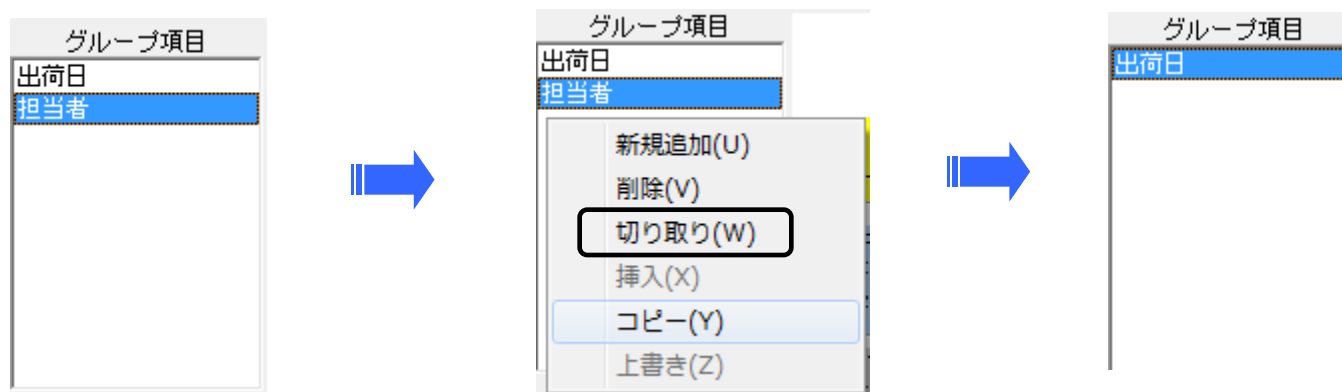 グループ項目
出荷日
担当者
グループ項目
出荷日
担当者
新規追加(U)
削除(V)
切り取り(W)
挿入(X)
コピー(Y)
上書き(Z)
グループ項目
出荷日